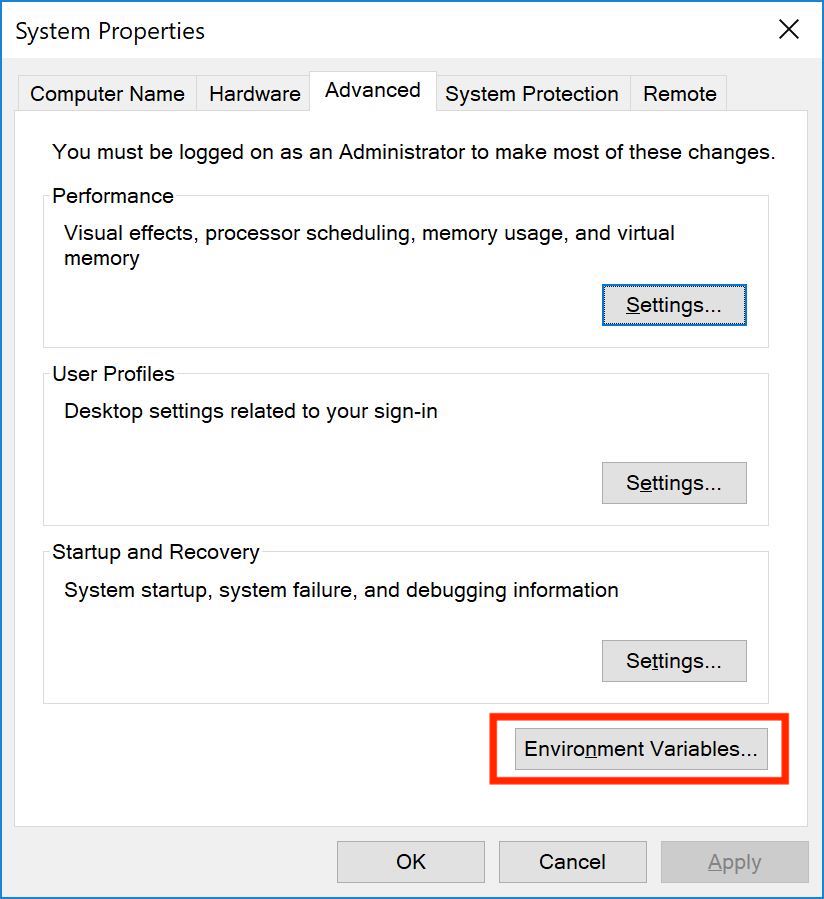 System Properties
Computer Name Hardware Advanced System Protection Remote
You must be logged on as an Administrator to make most of these changes.
Performance
Visual effects, processor scheduling, memory usage, and virtual
memory
Settings...
User Profiles
Desktop settings related to your sign-in
Settings...
Startup and Recovery
System startup, system failure, and debugging information
Settings...
Environment Variables...
OK Cancel Apply